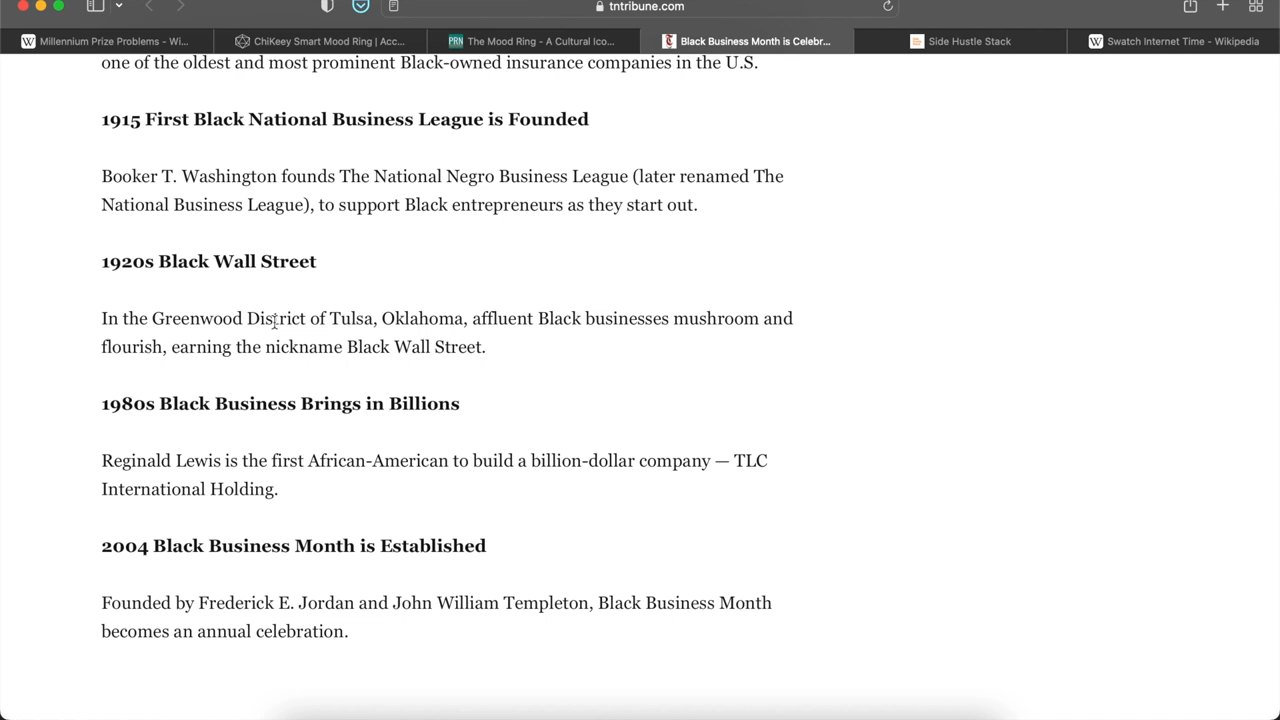 tntribune.com
Millennium Prize Problems - Wi...
ChiKeey Smart Mood Ring | Acc...
PRN The Mood Ring - A Cultural Ico...
Black Business Month is Celebr...
Side Hustle Stack
W Swatch Internet Time - Wikipedia
one of the oldest and most prominent Black-owned insurance companies in the U.S.
1915 First Black National Business League is Founded
Booker T. Washington founds The National Negro Business League (later renamed The
National Business League), to support Black entrepreneurs as they start out.
1920s Black Wall Street
In the Greenwood District of Tulsa, Oklahoma, affluent Black businesses mushroom and
flourish, earning the nickname Black Wall Street.
1980s Black Business Brings in Billions
Reginald Lewis is the first African-American to build a billion-dollar company — TLC
International Holding.
2004 Black Business Month is Established
Founded by Frederick E. Jordan and John William Templeton, Black Business Month
becomes an annual celebration.